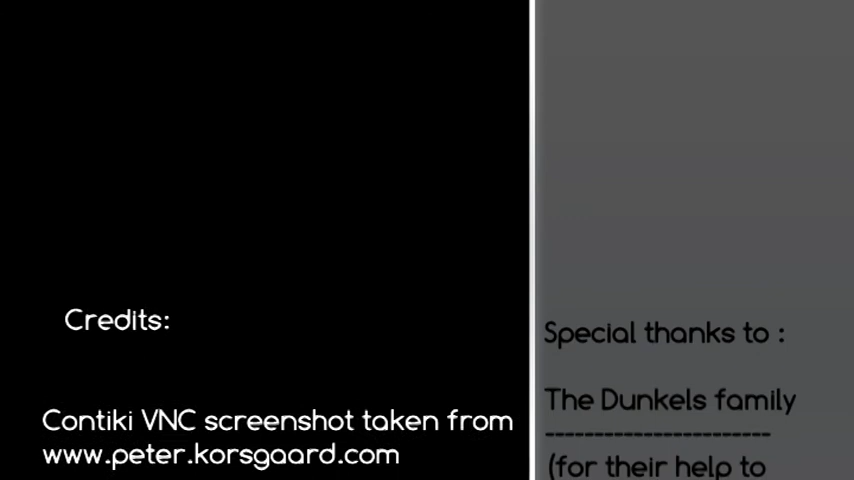 Credits:
Contiki VNC screenshot taken from
www.peter.korsgaard.com
Special thanks to :
The Dunkels family
-----------------------
(for their help to